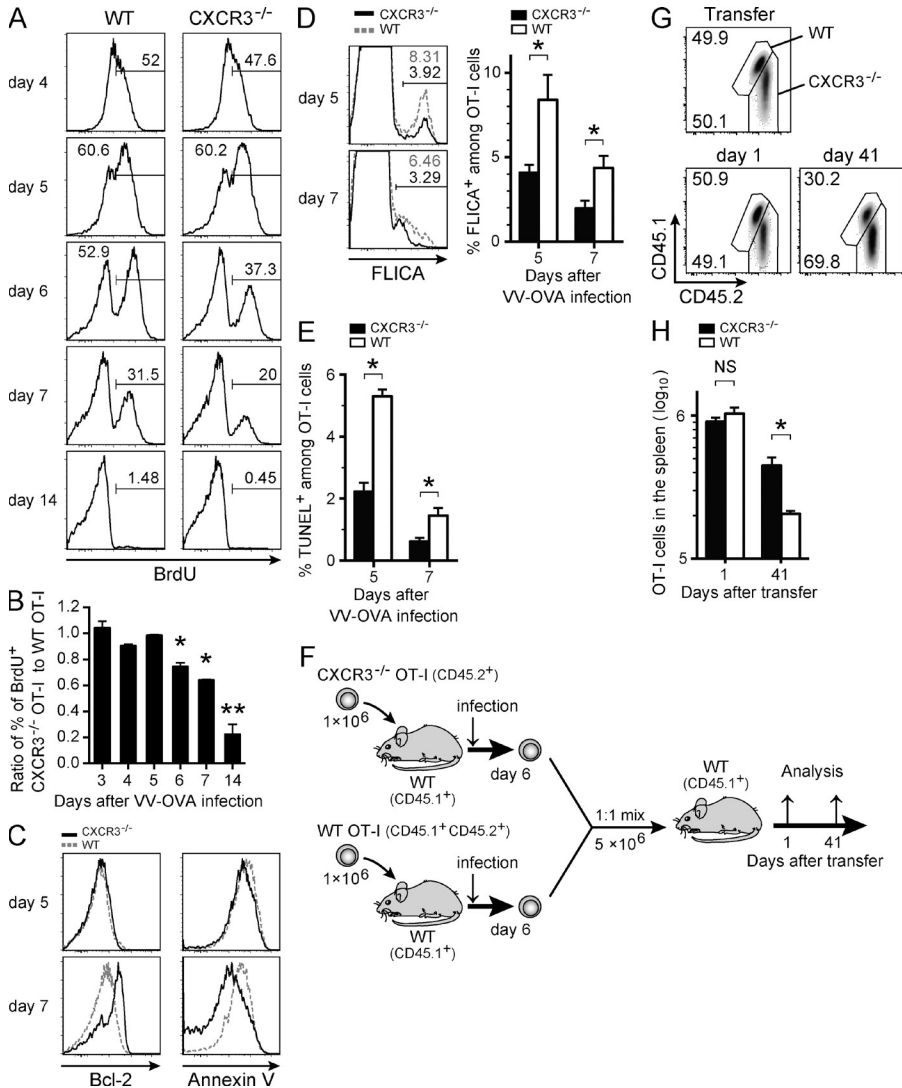 A
WT CXCR3⁻/⁻
day 4
52
47.6
day 5
60.6
60.2
day 6
52.9
37.3
day 7
31.5
20
day 14
1.48
0.45
BrdU
B
Ratio of % of BrdU⁺
CXCR3⁻/⁻ OT-I to WT OT-I
1.2
1.0
0.8
0.6
0.4
0.2
0.0
* * **
3 4 5 6 7 14
Days after VV-OVA infection
C
CXCR3⁻/⁻
WT
day 5
day 7
Bcl-2 Annexin V
D
CXCR3⁻/⁻
WT
day 5
8.31
3.92
day 7
6.46
3.29
FLICA
CXCR3⁻/⁻
WT
% FLICA⁺ among OT-I cells
10
8
6
4
2
0
* *
5 7
Days after
VV-OVA infection
E
CXCR3⁻/⁻
WT
% TUNEL⁺ among OT-I cells
6
4
2
0
* *
5 7
Days after
VV-OVA infection
F
CXCR3⁻/⁻ OT-I (CD45.2⁺)
1×10⁶
infection
WT
(CD45.1⁺)
day 6
WT OT-I (CD45.1⁺CD45.2⁺)
1×10⁶
infection
WT
(CD45.1⁺)
day 6
1:1 mix
5 ×10⁶
WT
(CD45.1⁺)
Analysis
1 41
Days after transfer
G
Transfer
49.9
50.1
WT
CXCR3⁻/⁻
day 1 day 41
50.9
49.1
30.2
69.8
CD45.1
CD45.2
H
CXCR3⁻/⁻
WT
OT-I cells in the spleen (log₁₀)
6
5
NS
*
1 41
Days after transfer